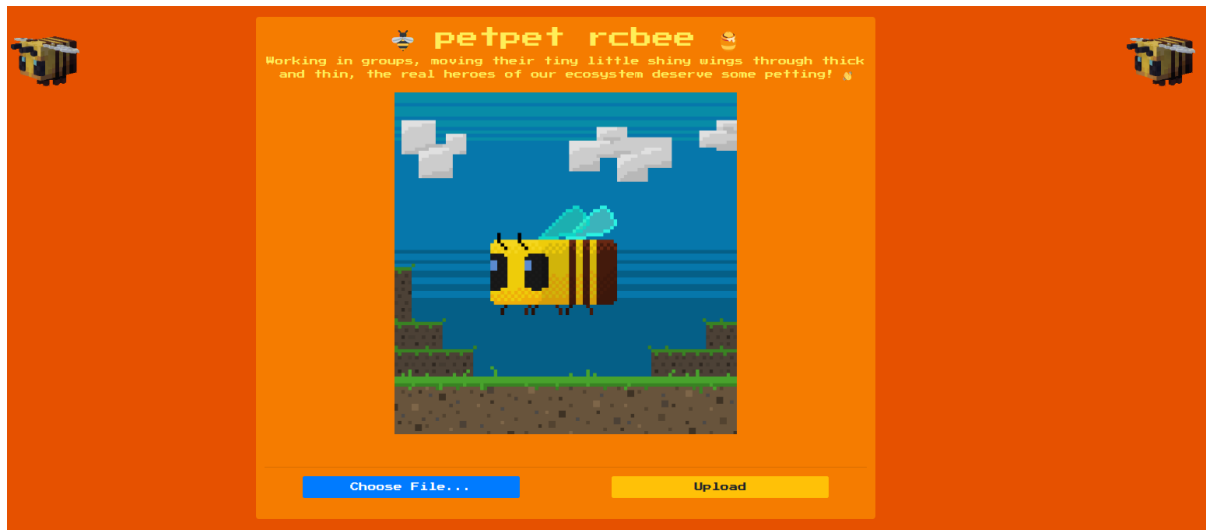 petpet rcbee
Working in groups, moving their tiny little shiny wings through thick
and thin, the real heroes of our ecosystem deserve some petting!
Choose File...
Upload